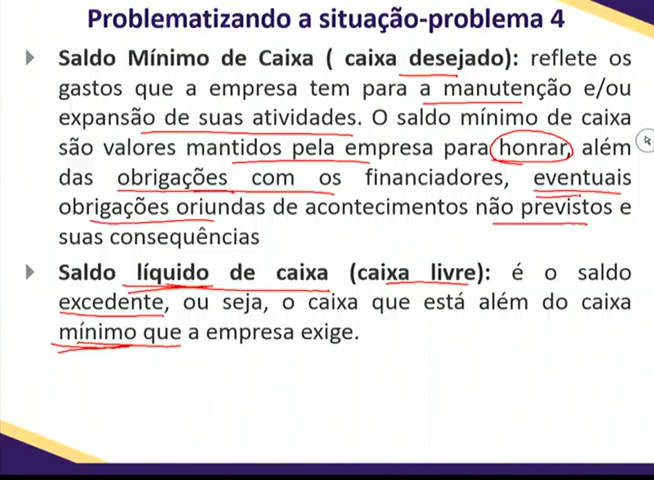 Problematizando a situação-problema 4
Saldo Mínimo de Caixa ( caixa desejado): reflete os
gastos que a empresa tem para a manutenção e/ou
expansão de suas atividades. O saldo mínimo de caixa
são valores mantidos pela empresa para honrar, além
das obrigações com os financiadores, eventuais
obrigações oriundas de acontecimentos não previstos e
suas consequências
Saldo líquido de caixa (caixa livre): é o saldo
excedente, ou seja, o caixa que está além do caixa
mínimo que a empresa exige.